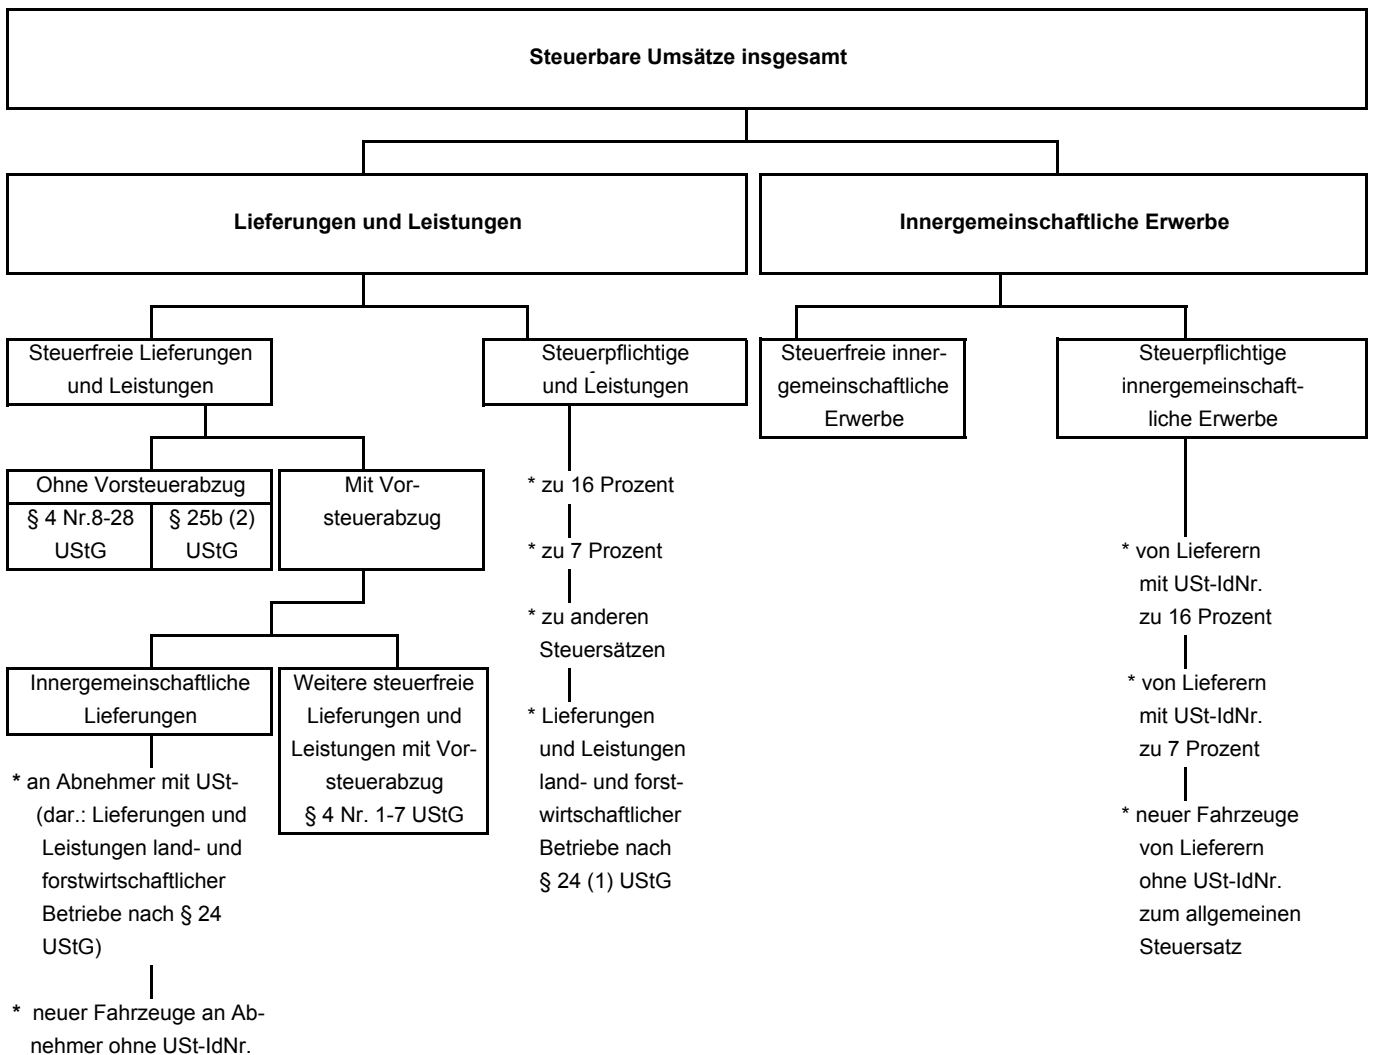 Steuerbare Umsätze insgesamt
Lieferungen und Leistungen
Innergemeinschaftliche Erwerbe
Steuerfreie Lieferungen
und Leistungen
Steuerpflichtige
und Leistungen
Steuerfreie inner-
gemeinschaftliche
Erwerbe
Steuerpflichtige
innergemeinschaft-
liche Erwerbe
Ohne Vorsteuerabzug
§ 4 Nr.8-28
UStG
§ 25b (2)
UStG
Mit Vor-
steuerabzug
Innergemeinschaftliche
Lieferungen
* an Abnehmer mit USt-
(dar.: Lieferungen und
Leistungen land- und
forstwirtschaftlicher
Betriebe nach § 24
UStG)
* neuer Fahrzeuge an Ab-
nehmer ohne USt-IdNr.
Weitere steuerfreie
Lieferungen und
Leistungen mit Vor-
steuerabzug
§ 4 Nr. 1-7 UStG
* zu 16 Prozent
* zu 7 Prozent
* zu anderen
Steuersätzen
* Lieferungen
und Leistungen
land- und forst-
wirtschaftlicher
Betriebe nach
§ 24 (1) UStG
* von Lieferern
mit USt-IdNr.
zu 16 Prozent
* von Lieferern
mit USt-IdNr.
zu 7 Prozent
* neuer Fahrzeuge
von Lieferern
ohne USt-IdNr.
zum allgemeinen
Steuersatz